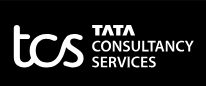 tcs
TATA
CONSULTANCY
SERVICES